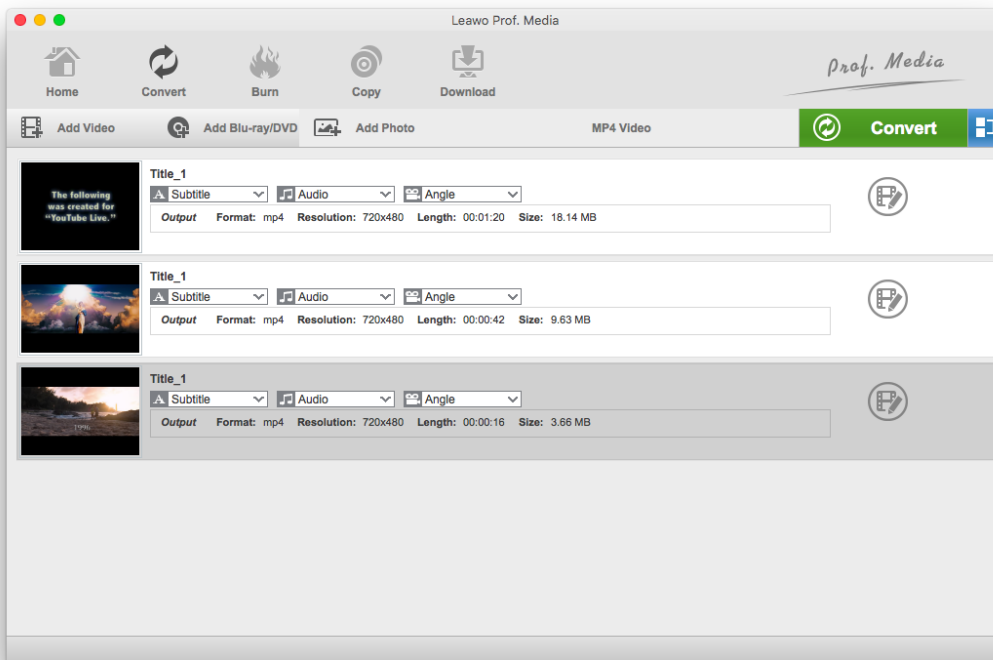 Leawo Prof. Media
Home Convert Burn Copy Download
Prof. Media
Add Video Add Blu-ray/DVD Add Photo MP4 Video Convert
The following
was created for
"YouTube Live."
Title_1
A Subtitle Audio Angle
Output Format: mp4 Resolution: 720x480 Length: 00:01:20 Size: 18.14 MB
Title_1
A Subtitle Audio Angle
Output Format: mp4 Resolution: 720x480 Length: 00:00:42 Size: 9.63 MB
Title_1
A Subtitle Audio Angle
Output Format: mp4 Resolution: 720x480 Length: 00:00:16 Size: 3.66 MB